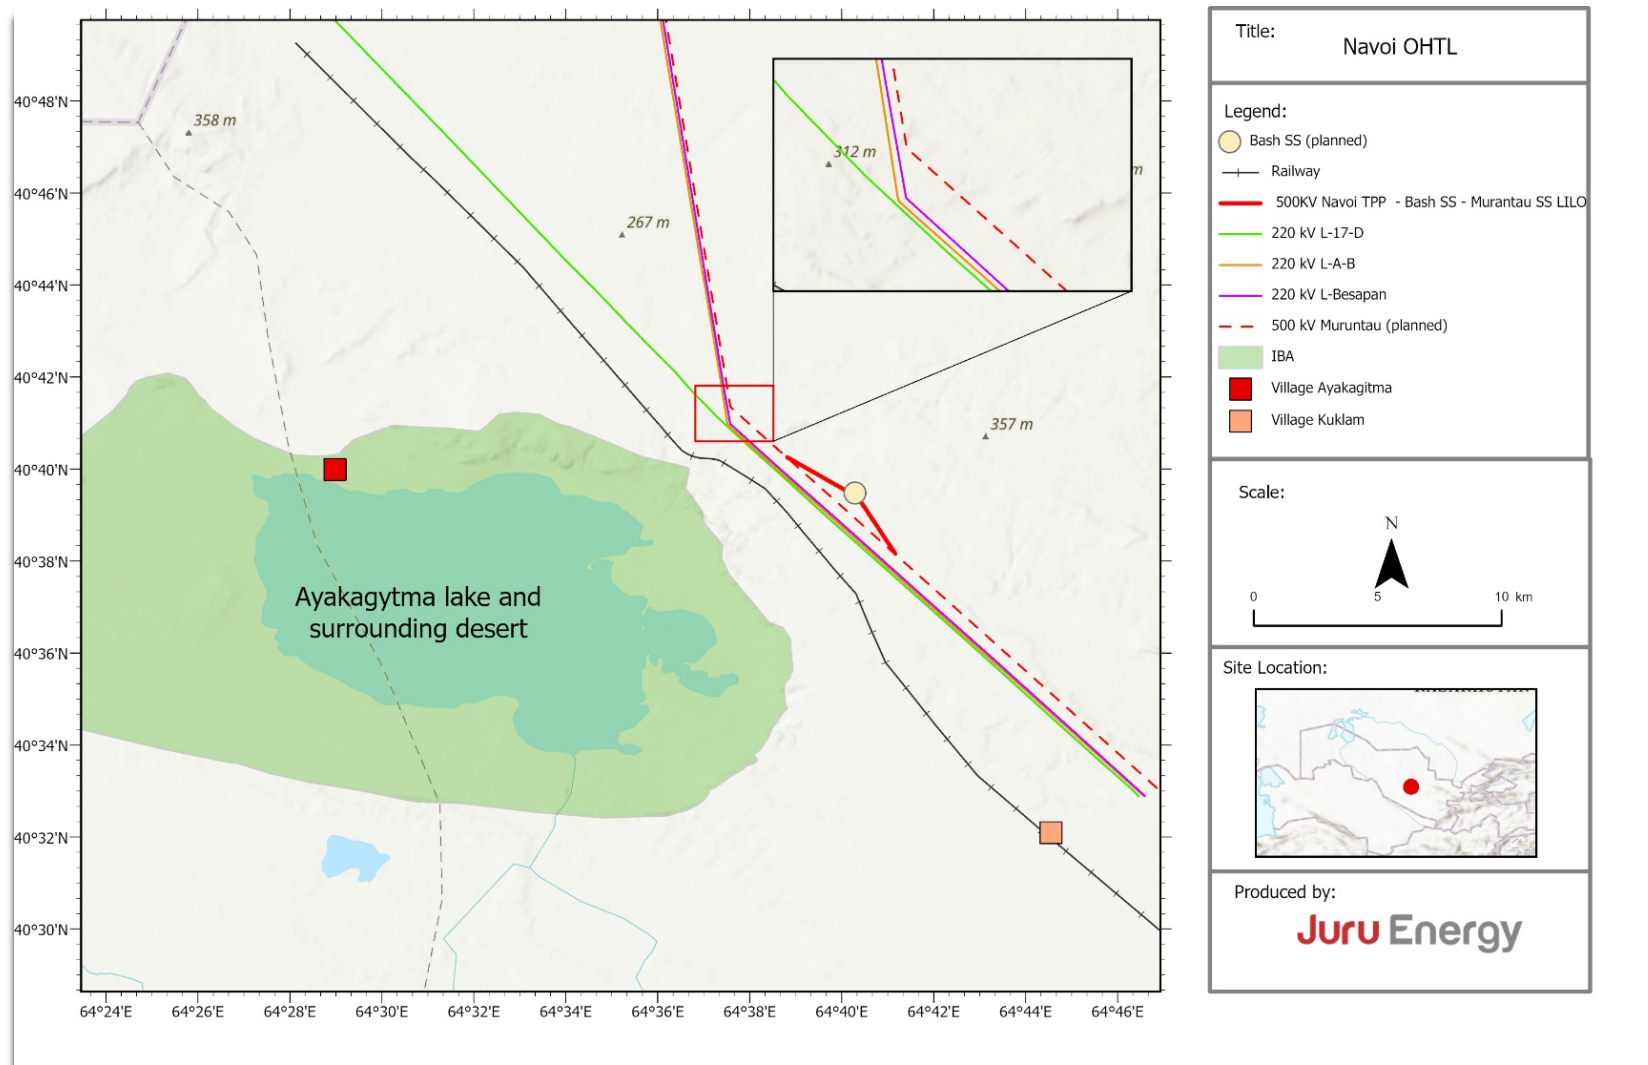 40°48'N
40°46'N
40°44'N
40°42'N
40°40'N
40°38'N
40°36'N
40°34'N
40°32'N
40°30'N
358 m
267 m
312 m
m
357 m
Ayakagytma lake and
surrounding desert
64°24'E 64°26'E 64°28'E 64°30'E 64°32'E 64°34'E 64°36'E 64°38'E 64°40'E 64°42'E 64°44'E 64°46'E
Title:
Navoi OHTL
Legend:
Bash SS (planned)
Railway
500KV Navoi TPP - Bash SS - Murantau SS LILO
220 kV L-17-D
220 kV L-A-B
220 kV L-Besapan
500 kV Muruntau (planned)
IBA
Village Ayakagitma
Village Kuklam
Scale:
N
0 5 10 km
Site Location:
Produced by:
Juru Energy